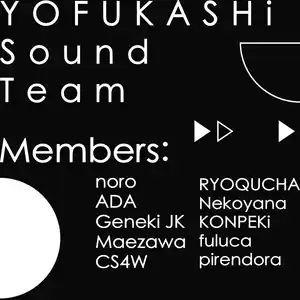 YOFUKASHi
Sound
Team
Members:
noro
ADA
Geneki JK
Maezawa
CS4W
RYOQUCHA
Nekoyana
KONPEKi
fuluca
pirendora